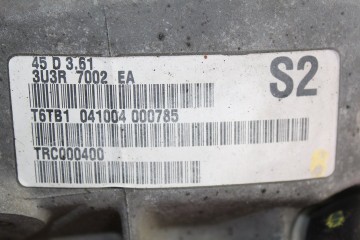 45 D 3.61
3U3R 7002 EA
S2
T6TB1 041004 000785
TRC000400